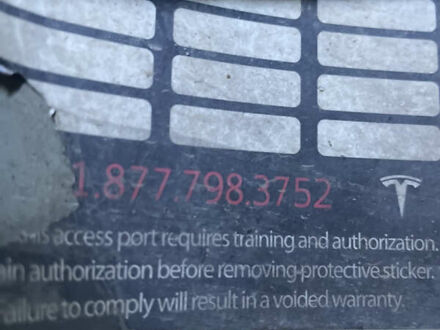 1.877.798.3752
access port requires training and authorization.
authorization before removing protective sticker.
failure to comply will result in a voided warranty.